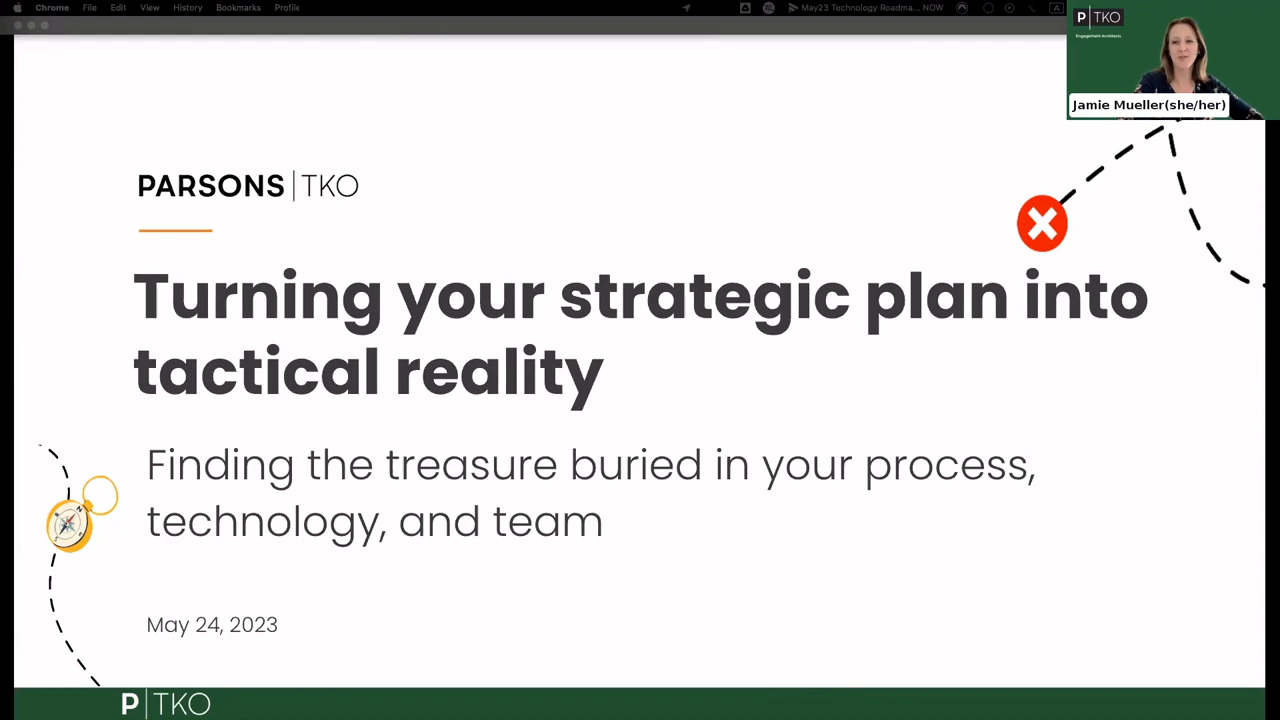 Chrome File Edit View History Bookmarks Profile
May23 Technology Roadma... NOW
A
P|TKO
Engagement Architects
Jamie Mueller(she/her)
PARSONS|TKO
Turning your strategic plan into
tactical reality
Finding the treasure buried in your process,
technology, and team
May 24, 2023
P|TKO